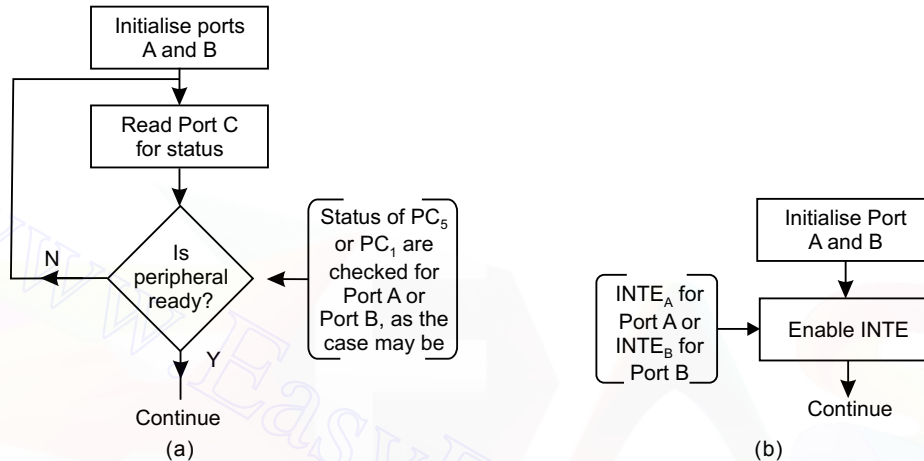 Initialise ports
A and B
Read Port C
for status
Is
peripheral
ready?
N
Y
Continue
(a)
Status of PC₅
or PC₁ are
checked for
Port A or
Port B, as the
case may be
Initialise Port
A and B
INTE_A for
Port A or
INTE_B for
Port B
Enable INTE
Continue
(b)